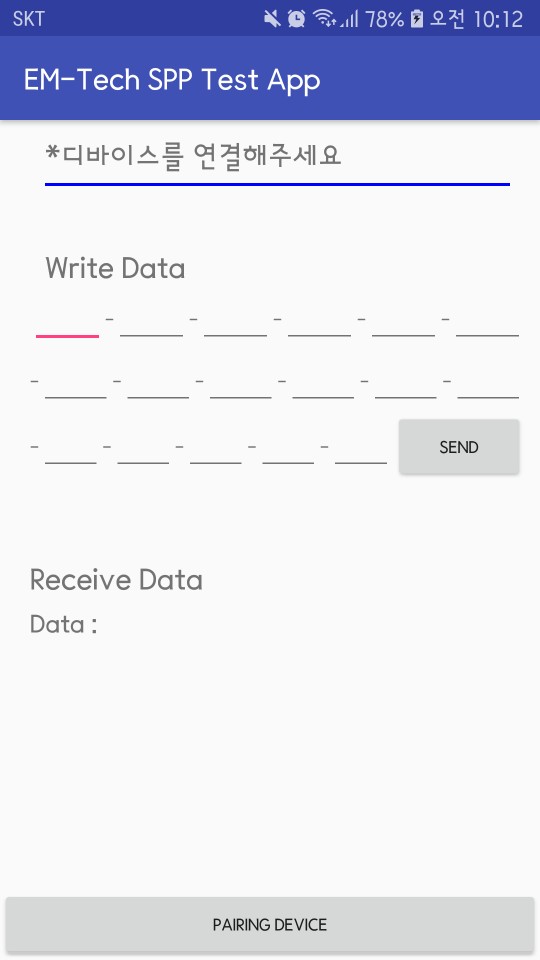 SKT 78% 오전 10:12
EM-Tech SPP Test App
*디바이스를 연결해주세요
Write Data
- - - - -
- - - - - -
- - - - - SEND
Receive Data
Data :
PAIRING DEVICE